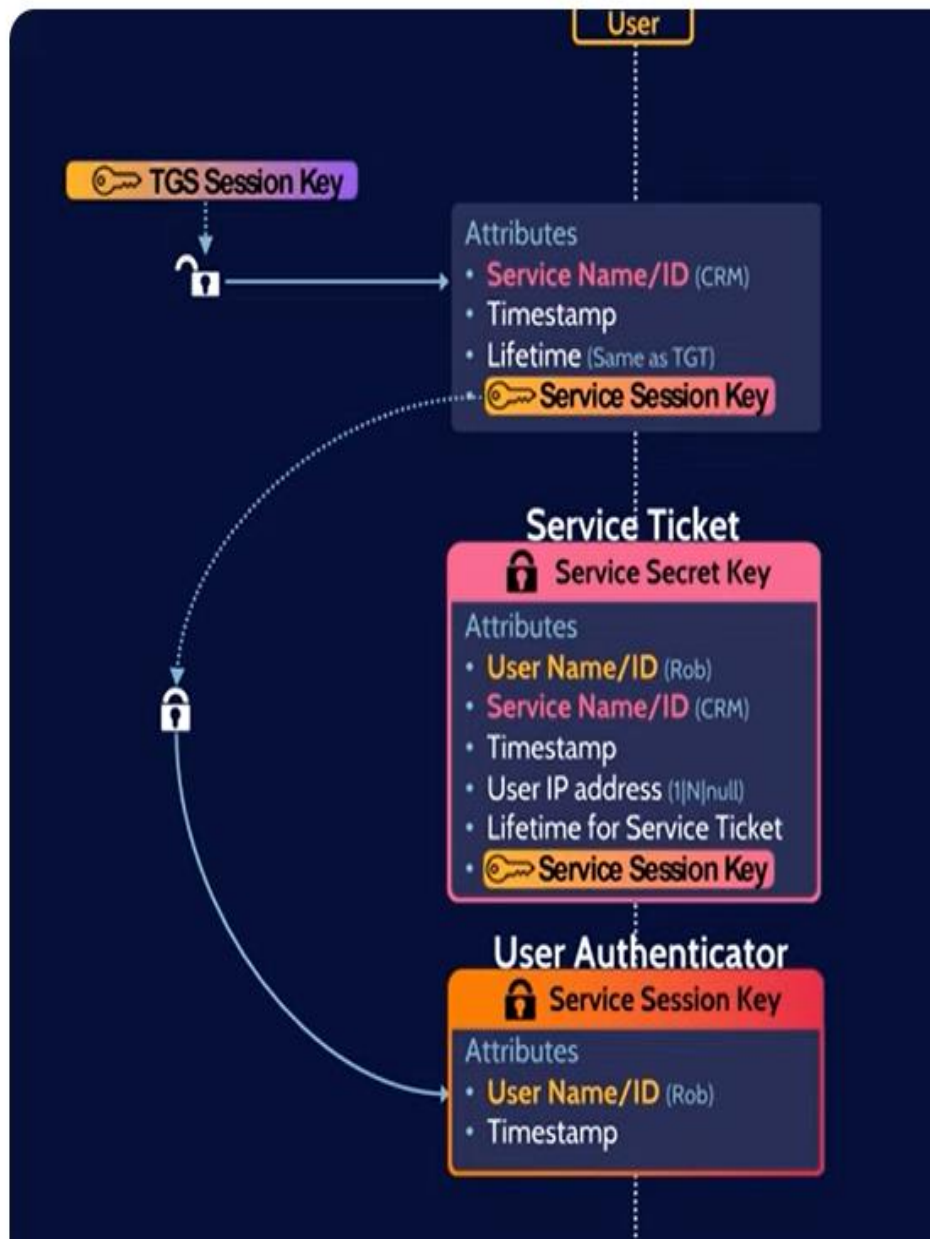 User
TGS Session Key
Attributes
• Service Name/ID (CRM)
• Timestamp
• Lifetime (Same as TGT)
• Service Session Key
Service Ticket
Service Secret Key
Attributes
• User Name/ID (Rob)
• Service Name/ID (CRM)
• Timestamp
• User IP address (1|N|null)
• Lifetime for Service Ticket
• Service Session Key
User Authenticator
Service Session Key
Attributes
• User Name/ID (Rob)
• Timestamp